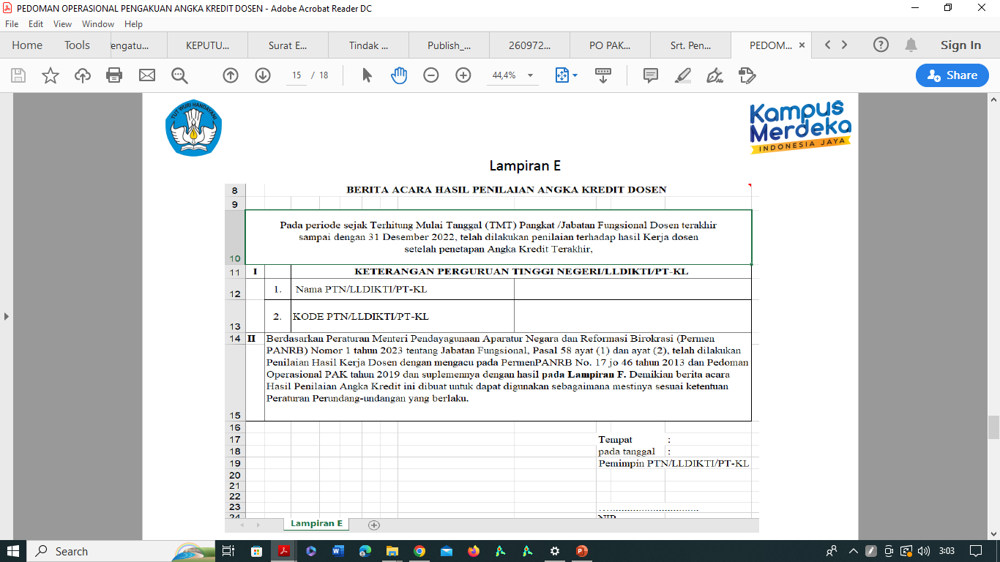 PEDOMAN OPERASIONAL PENGAKUAN ANGKA KREDIT DOSEN - Adobe Acrobat Reader DC
File Edit View Window Help
Home Tools engatu... KEPUTU... Surat E... Tindak ... Publish_... 260972... PO PAK... Srt. Pen... PEDOM... Sign In
15 / 18 44,4% Share
TUT WURI HANDAYANI
Kampus
Merdeka
INDONESIA JAYA
Lampiran E
8 BERITA ACARA HASIL PENILAIAN ANGKA KREDIT DOSEN
9
Pada periode sejak Terhitung Mulai Tanggal (TMT) Pangkat /Jabatan Fungsional Dosen terakhir
sampai dengan 31 Desember 2022, telah dilakukan penilaian terhadap hasil Kerja dosen
setelah penetapan Angka Kredit Terakhir,
10
11 I KETERANGAN PERGURUAN TINGGI NEGERI/LLDIKTI/PT-KL
12 1. Nama PTN/LLDIKTI/PT-KL
13 2. KODE PTN/LLDIKTI/PT-KL
14 II Berdasarkan Peraturan Menteri Pendayagunaan Aparatur Negara dan Reformasi Birokrasi (Permen
PANRB) Nomor 1 tahun 2023 tentang Jabatan Fungsional, Pasal 58 ayat (1) dan ayat (2), telah dilakukan
Penilaian Hasil Kerja Dosen dengan mengacu pada PermenPANRB No. 17 jo 46 tahun 2013 dan Pedoman
Operasional PAK tahun 2019 dan suplemennya dengan hasil pada Lampiran F. Demikian berita acara
Hasil Penilaian Angka Kredit ini dibuat untuk dapat digunakan sebagaimana mestinya sesuai ketentuan
Peraturan Perundang-undangan yang berlaku.
15
16
17 Tempat :
18 pada tanggal :
19 Pemimpin PTN/LLDIKTI/PT-KL
20
21
22
23 ....................................
24 NIP
Lampiran E
Search 3:03